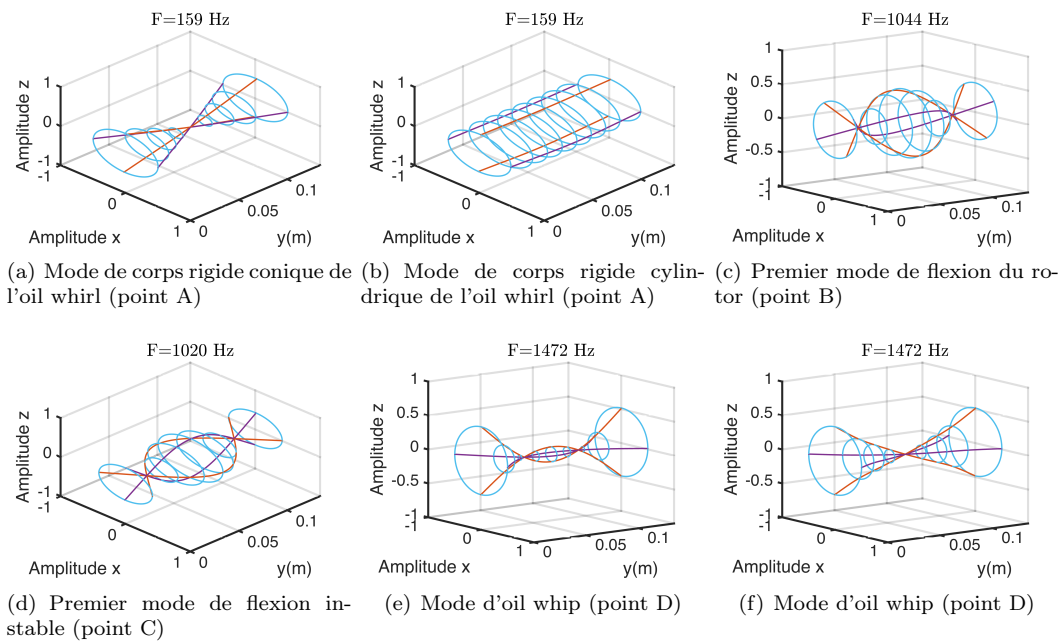 F=159 Hz
1
0
-1
-1
0
1
0
0.05
0.1
Amplitude z
Amplitude x
y(m)
(a) Mode de corps rigide conique de
l'oil whirl (point A)
F=159 Hz
1
0
-1
-1
0
1
0
0.05
0.1
Amplitude z
Amplitude x
y(m)
(b) Mode de corps rigide cylin-
drique de l'oil whirl (point A)
F=1044 Hz
1
0.5
0
-0.5
-1
-1
0
1
0
0.05
0.1
Amplitude z
Amplitude x
y(m)
(c) Premier mode de flexion du ro-
tor (point B)
F=1020 Hz
1
0
-1
-1
0
1
0
0.05
0.1
Amplitude z
Amplitude x
y(m)
(d) Premier mode de flexion in-
stable (point C)
F=1472 Hz
1
0.5
0
-0.5
-1
-1
0
1
0
0.05
0.1
Amplitude z
Amplitude x
y(m)
(e) Mode d'oil whip (point D)
F=1472 Hz
1
0.5
0
-0.5
-1
-1
0
1
0
0.05
0.1
Amplitude z
Amplitude x
y(m)
(f) Mode d'oil whip (point D)